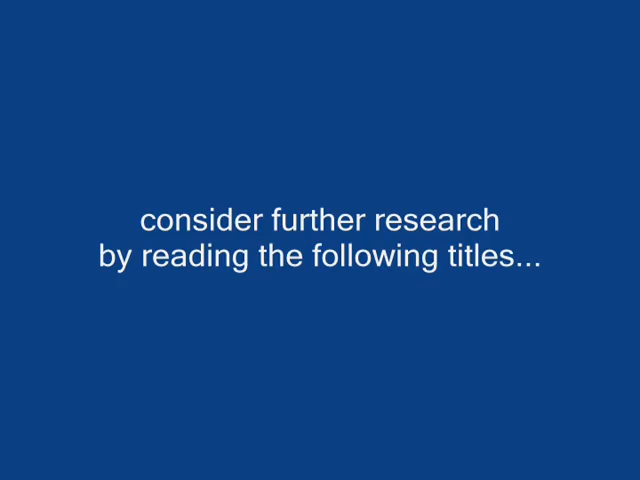 consider further research
by reading the following titles...